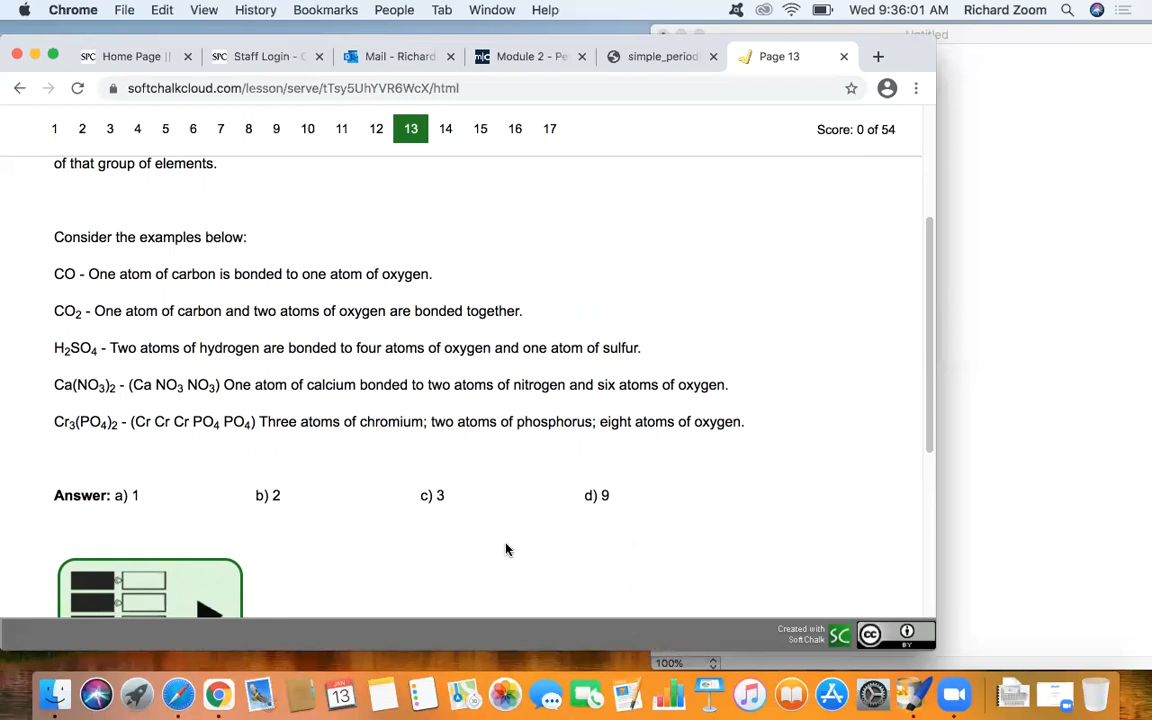 Chrome File Edit View History Bookmarks People Tab Window Help Wed 9:36:01 AM Richard Zoom
Untitled
SPC Home Page || SPC Staff Login - C Mail - Richard M|C Module 2 - Pe simple_period Page 13
softchalkcloud.com/lesson/serve/tTsy5UhYVR6WcX/html
1 2 3 4 5 6 7 8 9 10 11 12 13 14 15 16 17 Score: 0 of 54
of that group of elements.
Consider the examples below:
CO - One atom of carbon is bonded to one atom of oxygen.
CO₂ - One atom of carbon and two atoms of oxygen are bonded together.
H₂SO₄ - Two atoms of hydrogen are bonded to four atoms of oxygen and one atom of sulfur.
Ca(NO₃)₂ - (Ca NO₃ NO₃) One atom of calcium bonded to two atoms of nitrogen and six atoms of oxygen.
Cr₃(PO₄)₂ - (Cr Cr Cr PO₄ PO₄) Three atoms of chromium; two atoms of phosphorus; eight atoms of oxygen.
Answer: a) 1 b) 2 c) 3 d) 9
Created with SoftChalk SC CC BY
100%
JAN 13